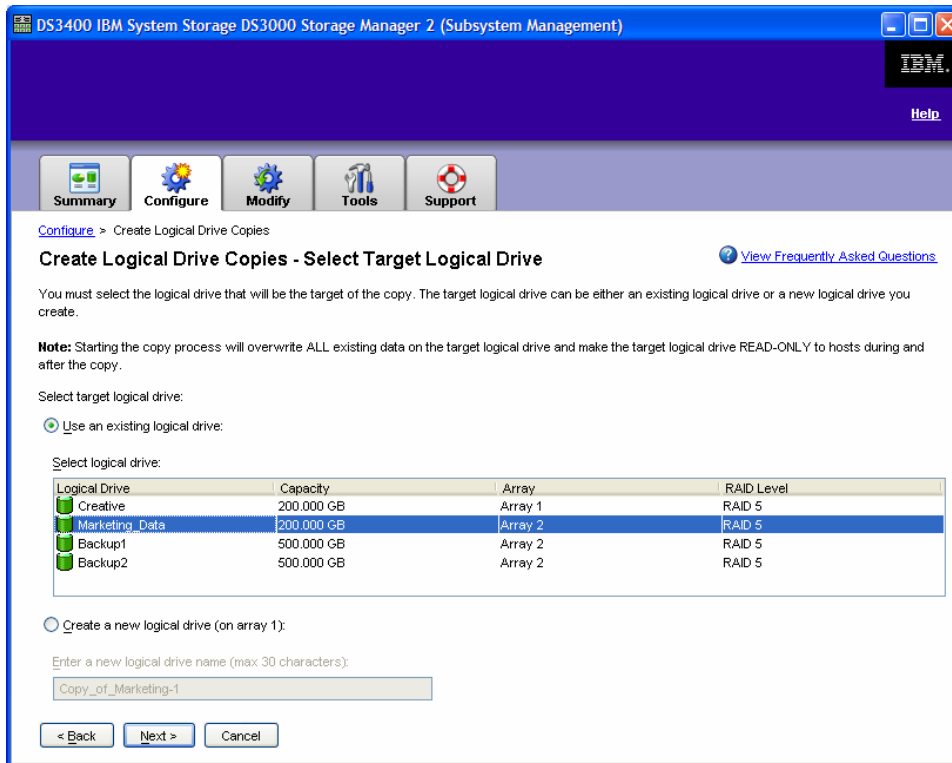 DS3400 IBM System Storage DS3000 Storage Manager 2 (Subsystem Management)
IBM.
Help
Summary
Configure
Modify
Tools
Support
Configure > Create Logical Drive Copies
Create Logical Drive Copies - Select Target Logical Drive
View Frequently Asked Questions
You must select the logical drive that will be the target of the copy. The target logical drive can be either an existing logical drive or a new logical drive you
create.
Note: Starting the copy process will overwrite ALL existing data on the target logical drive and make the target logical drive READ-ONLY to hosts during and
after the copy.
Select target logical drive:
Use an existing logical drive:
Select logical drive:
Logical Drive Capacity Array RAID Level
Creative 200.000 GB Array 1 RAID 5
Marketing_Data 200.000 GB Array 2 RAID 5
Backup1 500.000 GB Array 2 RAID 5
Backup2 500.000 GB Array 2 RAID 5
Create a new logical drive (on array 1):
Enter a new logical drive name (max 30 characters):
Copy_of_Marketing-1
< Back
Next >
Cancel